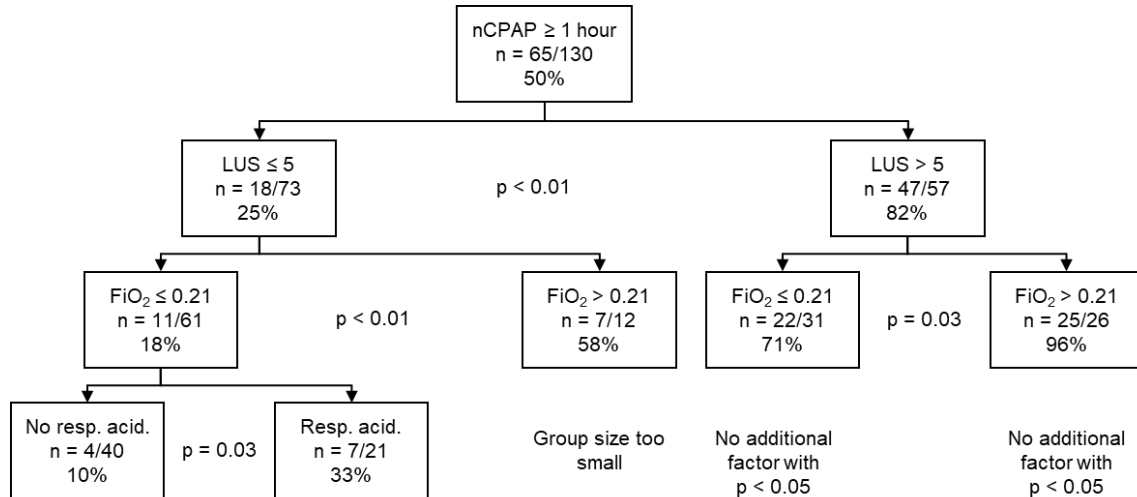 nCPAP ≥ 1 hour
n = 65/130
50%
LUS ≤ 5
n = 18/73
25%
p < 0.01
LUS > 5
n = 47/57
82%
FiO₂ ≤ 0.21
n = 11/61
18%
p < 0.01
FiO₂ > 0.21
n = 7/12
58%
FiO₂ ≤ 0.21
n = 22/31
71%
p = 0.03
FiO₂ > 0.21
n = 25/26
96%
No resp. acid.
n = 4/40
10%
p = 0.03
Resp. acid.
n = 7/21
33%
Group size too
small
No additional
factor with
p < 0.05
No additional
factor with
p < 0.05